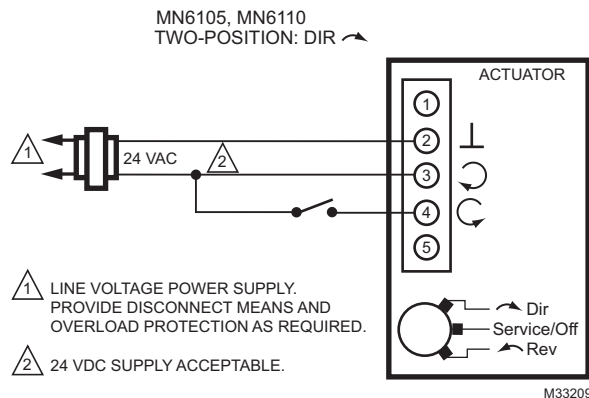 MN6105, MN6110
TWO-POSITION: DIR
ACTUATOR
1
2
3
4
5
1
24 VAC
2
1 LINE VOLTAGE POWER SUPPLY.
PROVIDE DISCONNECT MEANS AND
OVERLOAD PROTECTION AS REQUIRED.
2 24 VDC SUPPLY ACCEPTABLE.
Dir
Service/Off
Rev
M33209